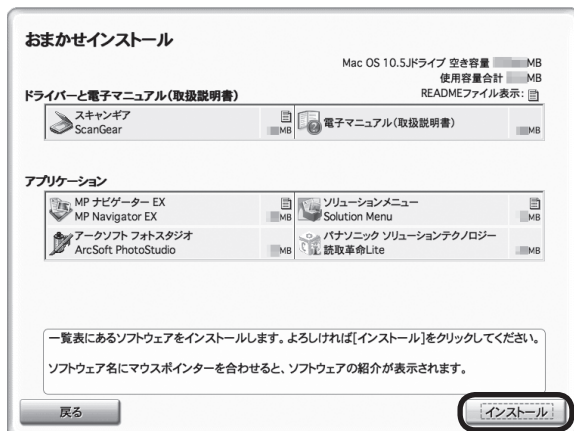 おまかせインストール
Mac OS 10.5Jドライブ 空き容量 MB
使用容量合計 MB
ドライバーと電子マニュアル(取扱説明書)
READMEファイル表示:
スキャンギア
ScanGear
MB
電子マニュアル(取扱説明書)
MB
アプリケーション
MP ナビゲーター EX
MP Navigator EX
MB
ソリューションメニュー
Solution Menu
MB
アークソフト フォトスタジオ
ArcSoft PhotoStudio
MB
パナソニック ソリューションテクノロジー
読取革命Lite
MB
一覧表にあるソフトウェアをインストールします。よろしければ[インストール]をクリックしてください。
ソフトウェア名にマウスポインターを合わせると、ソフトウェアの紹介が表示されます。
戻る
インストール